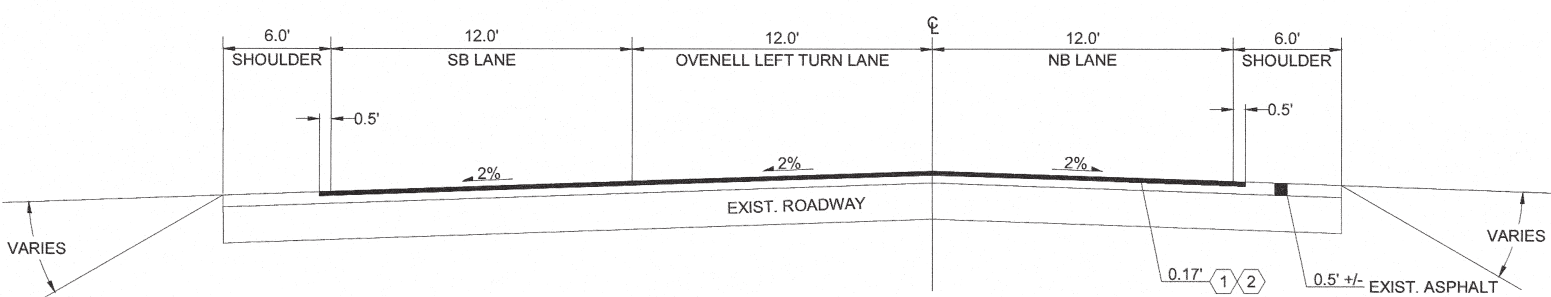 ℄
6.0' 12.0' 12.0' 12.0' 6.0'
SHOULDER SB LANE OVENELL LEFT TURN LANE NB LANE SHOULDER
0.5' 0.5'
2% 2% 2%
EXIST. ROADWAY
VARIES VARIES
0.17' 1 2 0.5' +/- EXIST. ASPHALT